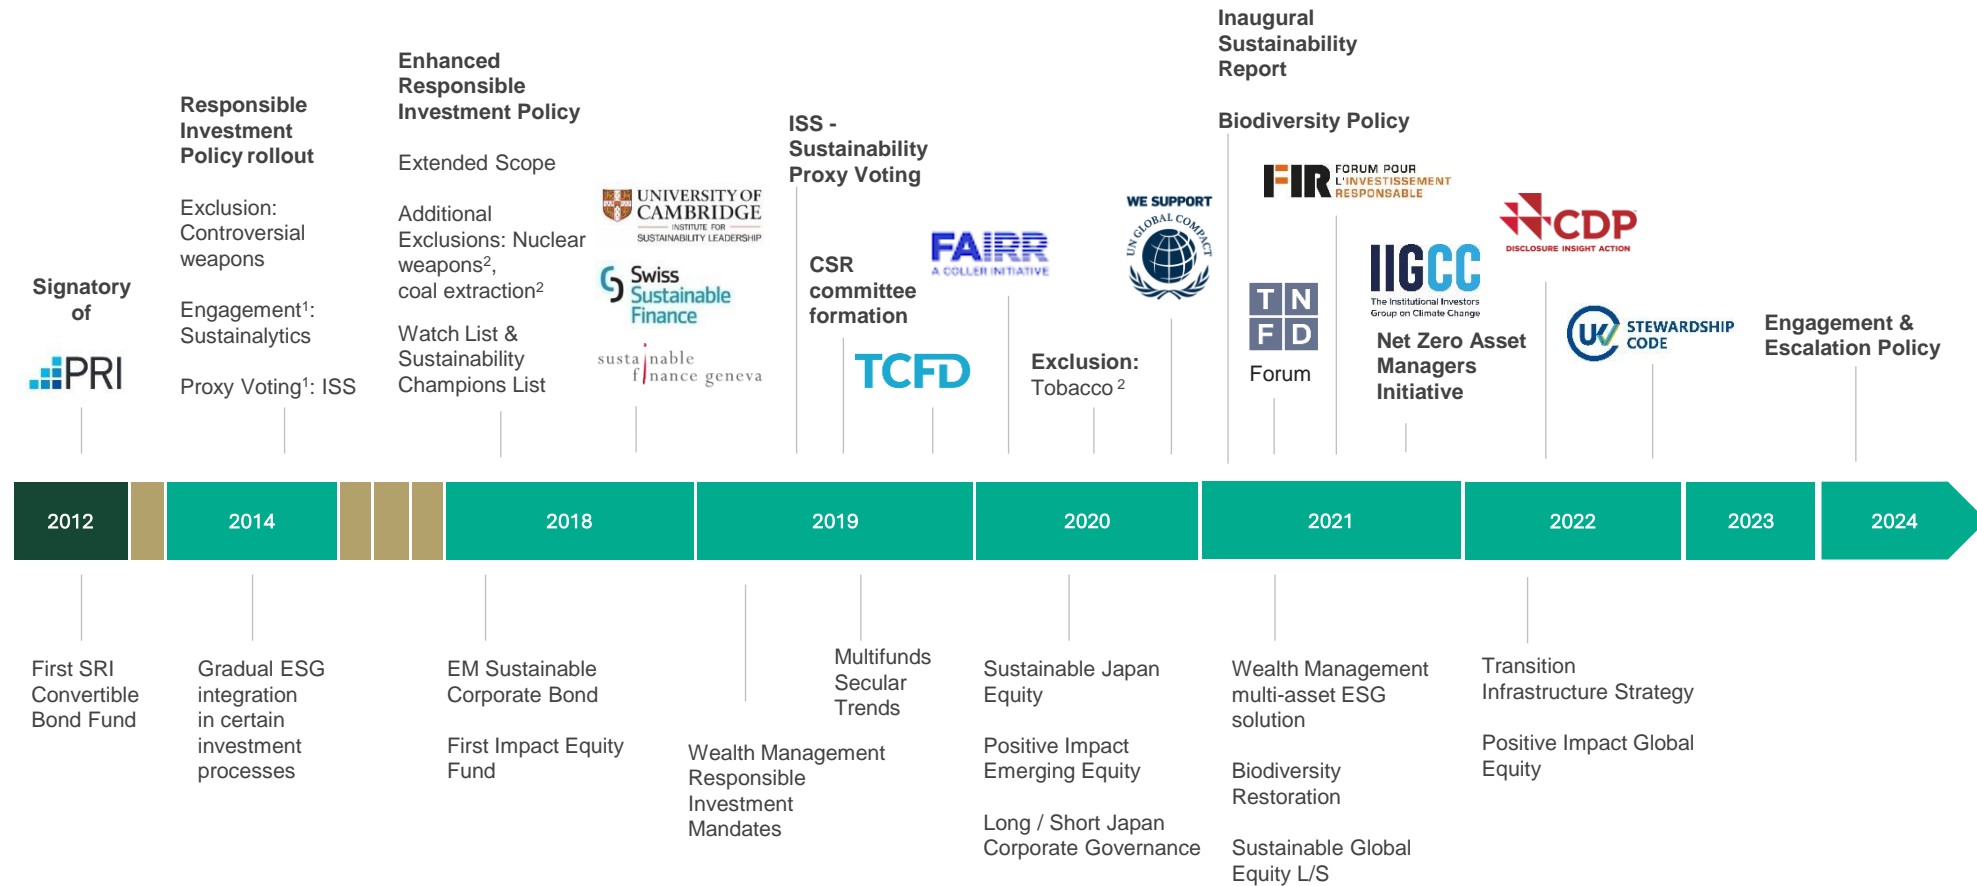 Signatory
of
PRI
Responsible
Investment
Policy rollout
Exclusion:
Controversial
weapons
Engagement¹:
Sustainalytics
Proxy Voting¹: ISS
Enhanced
Responsible
Investment Policy
Extended Scope
Additional
Exclusions: Nuclear
weapons²,
coal extraction²
Watch List &
Sustainability
Champions List
UNIVERSITY OF
CAMBRIDGE
INSTITUTE FOR
SUSTAINABILITY LEADERSHIP
Swiss
Sustainable
Finance
sustainable
finance geneva
ISS -
Sustainability
Proxy Voting
CSR
committee
formation
TCFD
FAIRR
A COLLER INITIATIVE
Exclusion:
Tobacco ²
WE SUPPORT
UN GLOBAL COMPACT
Inaugural
Sustainability
Report
Biodiversity Policy
FIR FORUM POUR
L'INVESTISSEMENT
RESPONSABLE
TN
FD
Forum
IIGCC
The Institutional Investors
Group on Climate Change
Net Zero Asset
Managers
Initiative
CDP
DISCLOSURE INSIGHT ACTION
UK STEWARDSHIP
CODE
Engagement &
Escalation Policy
2012
2014
2018
2019
2020
2021
2022
2023
2024
First SRI
Convertible
Bond Fund
Gradual ESG
integration
in certain
investment
processes
EM Sustainable
Corporate Bond
First Impact Equity
Fund
Wealth Management
Responsible
Investment
Mandates
Multifunds
Secular
Trends
Sustainable Japan
Equity
Positive Impact
Emerging Equity
Long / Short Japan
Corporate Governance
Wealth Management
multi-asset ESG
solution
Biodiversity
Restoration
Sustainable Global
Equity L/S
Transition
Infrastructure Strategy
Positive Impact Global
Equity